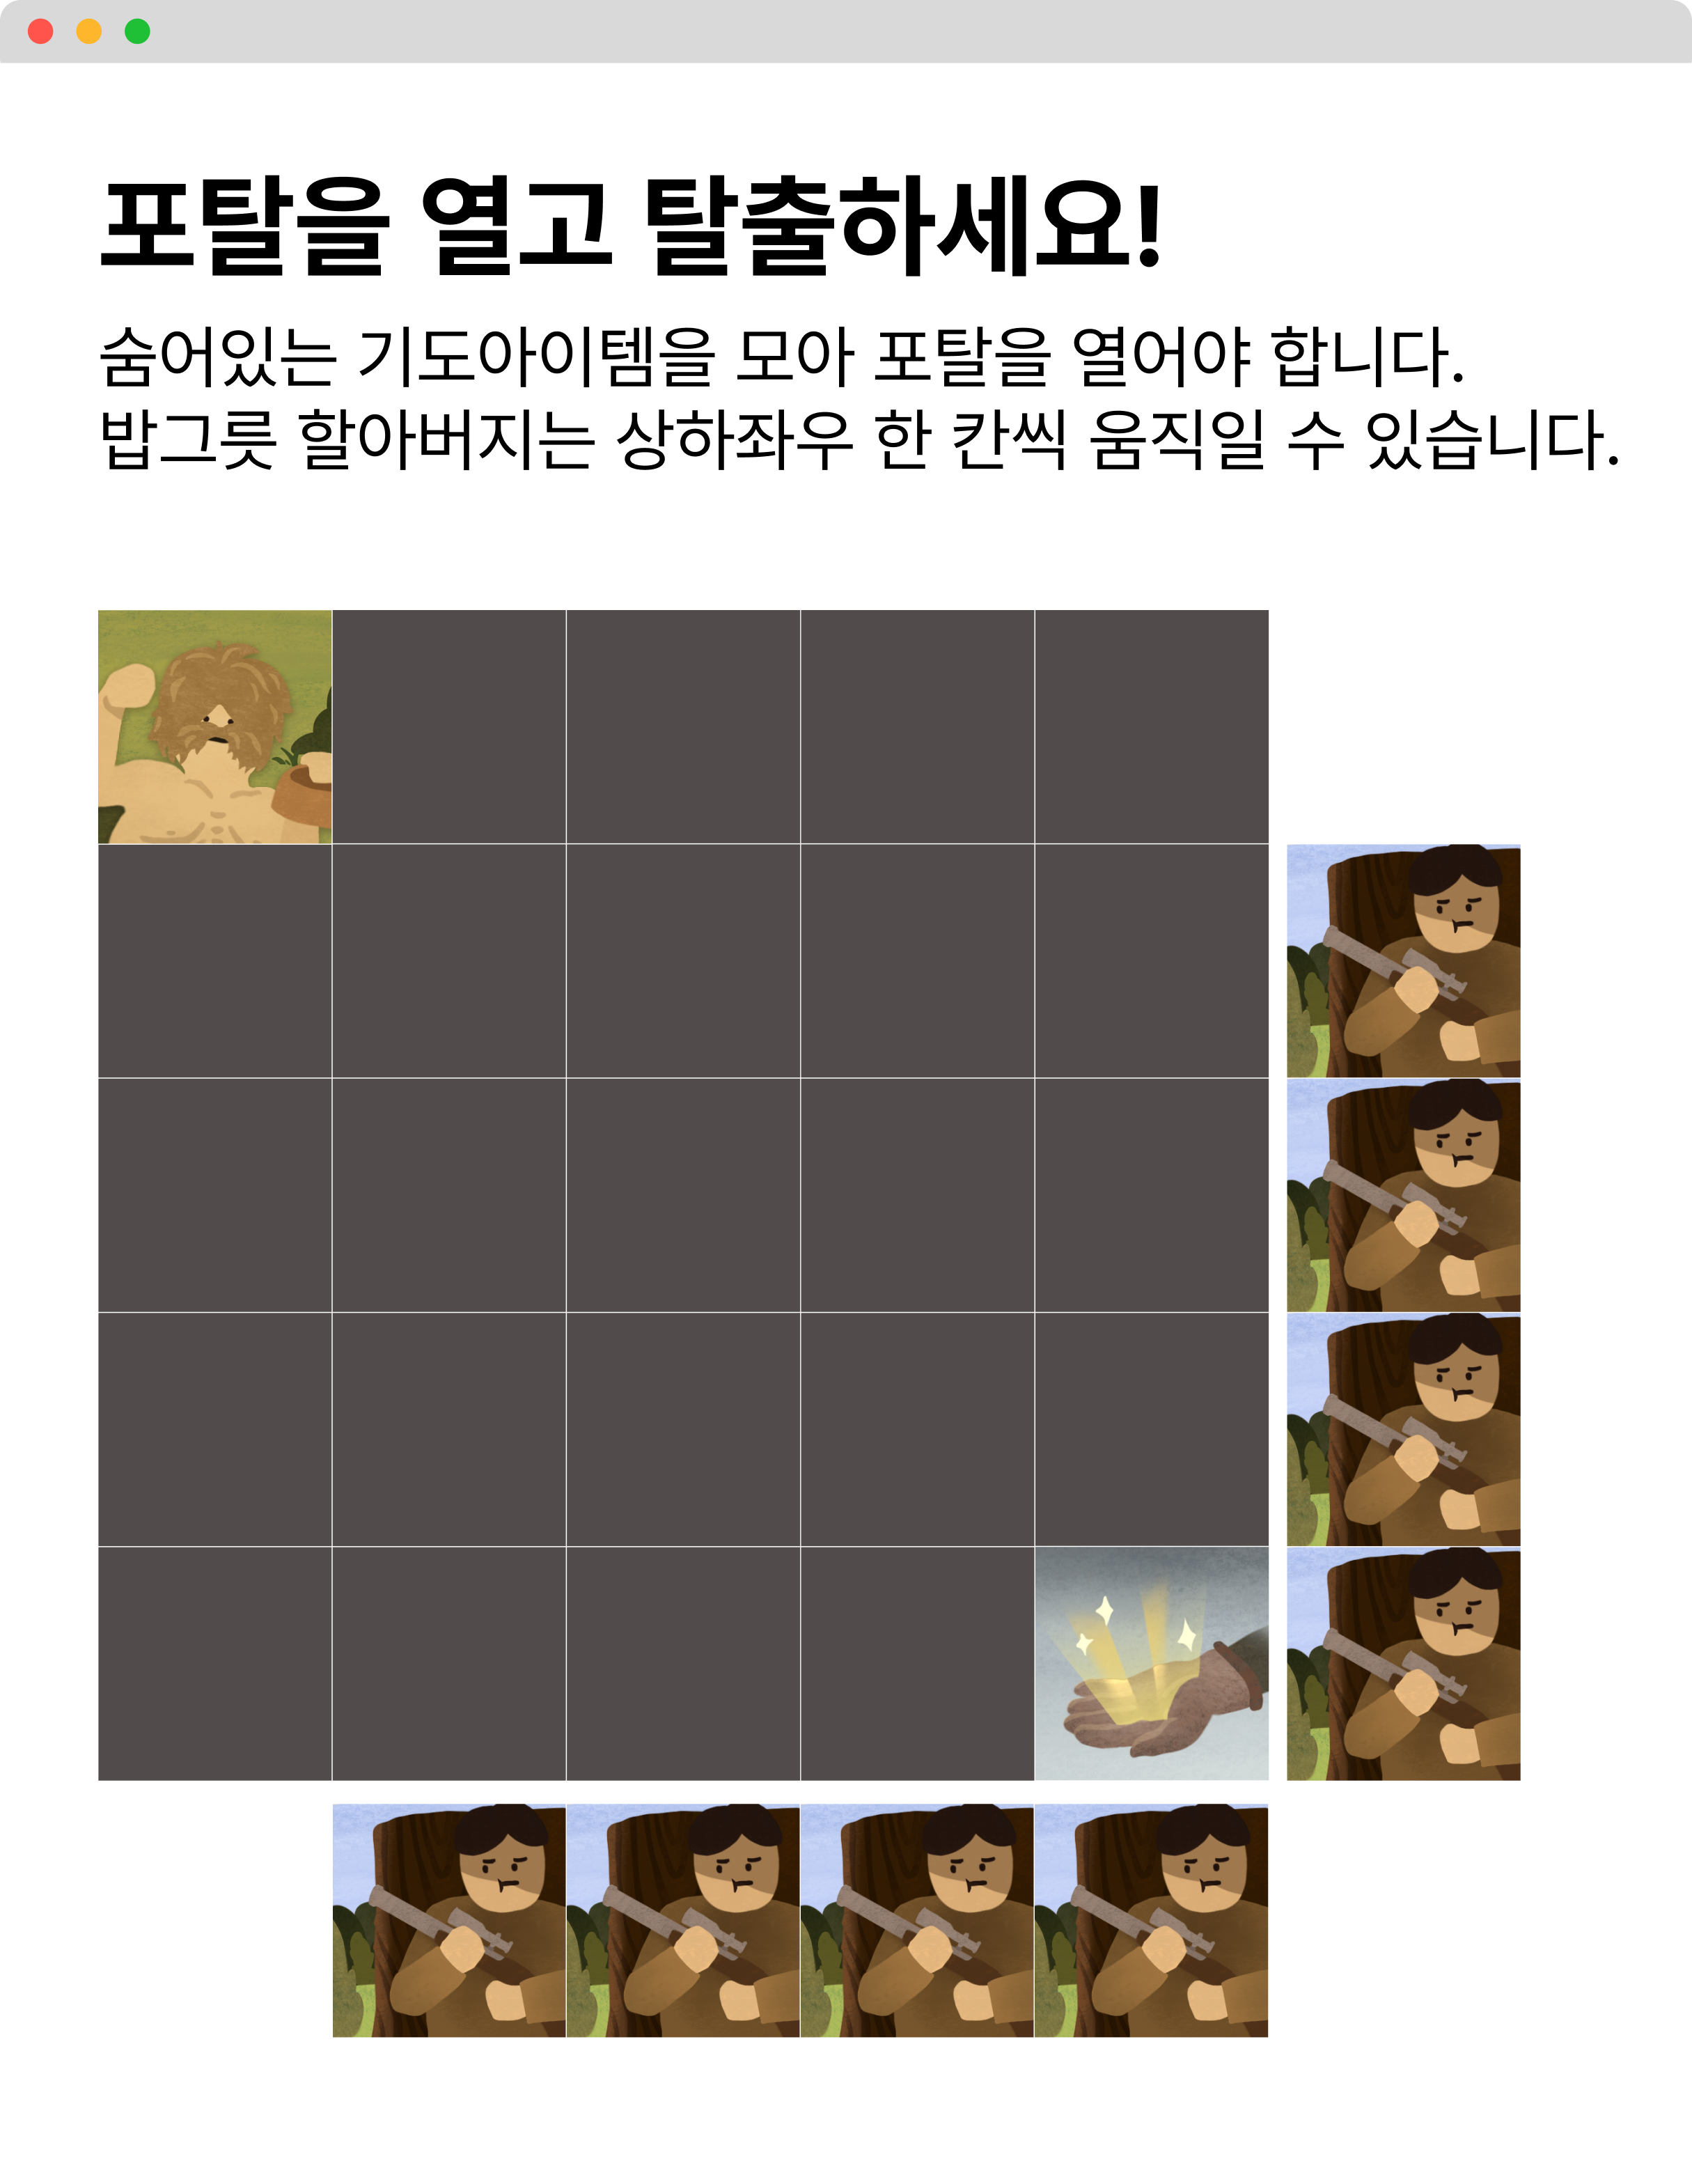 포탈을 열고 탈출하세요!
숨어있는 기도아이템을 모아 포탈을 열어야 합니다.
밥그릇 할아버지는 상하좌우 한 칸씩 움직일 수 있습니다.